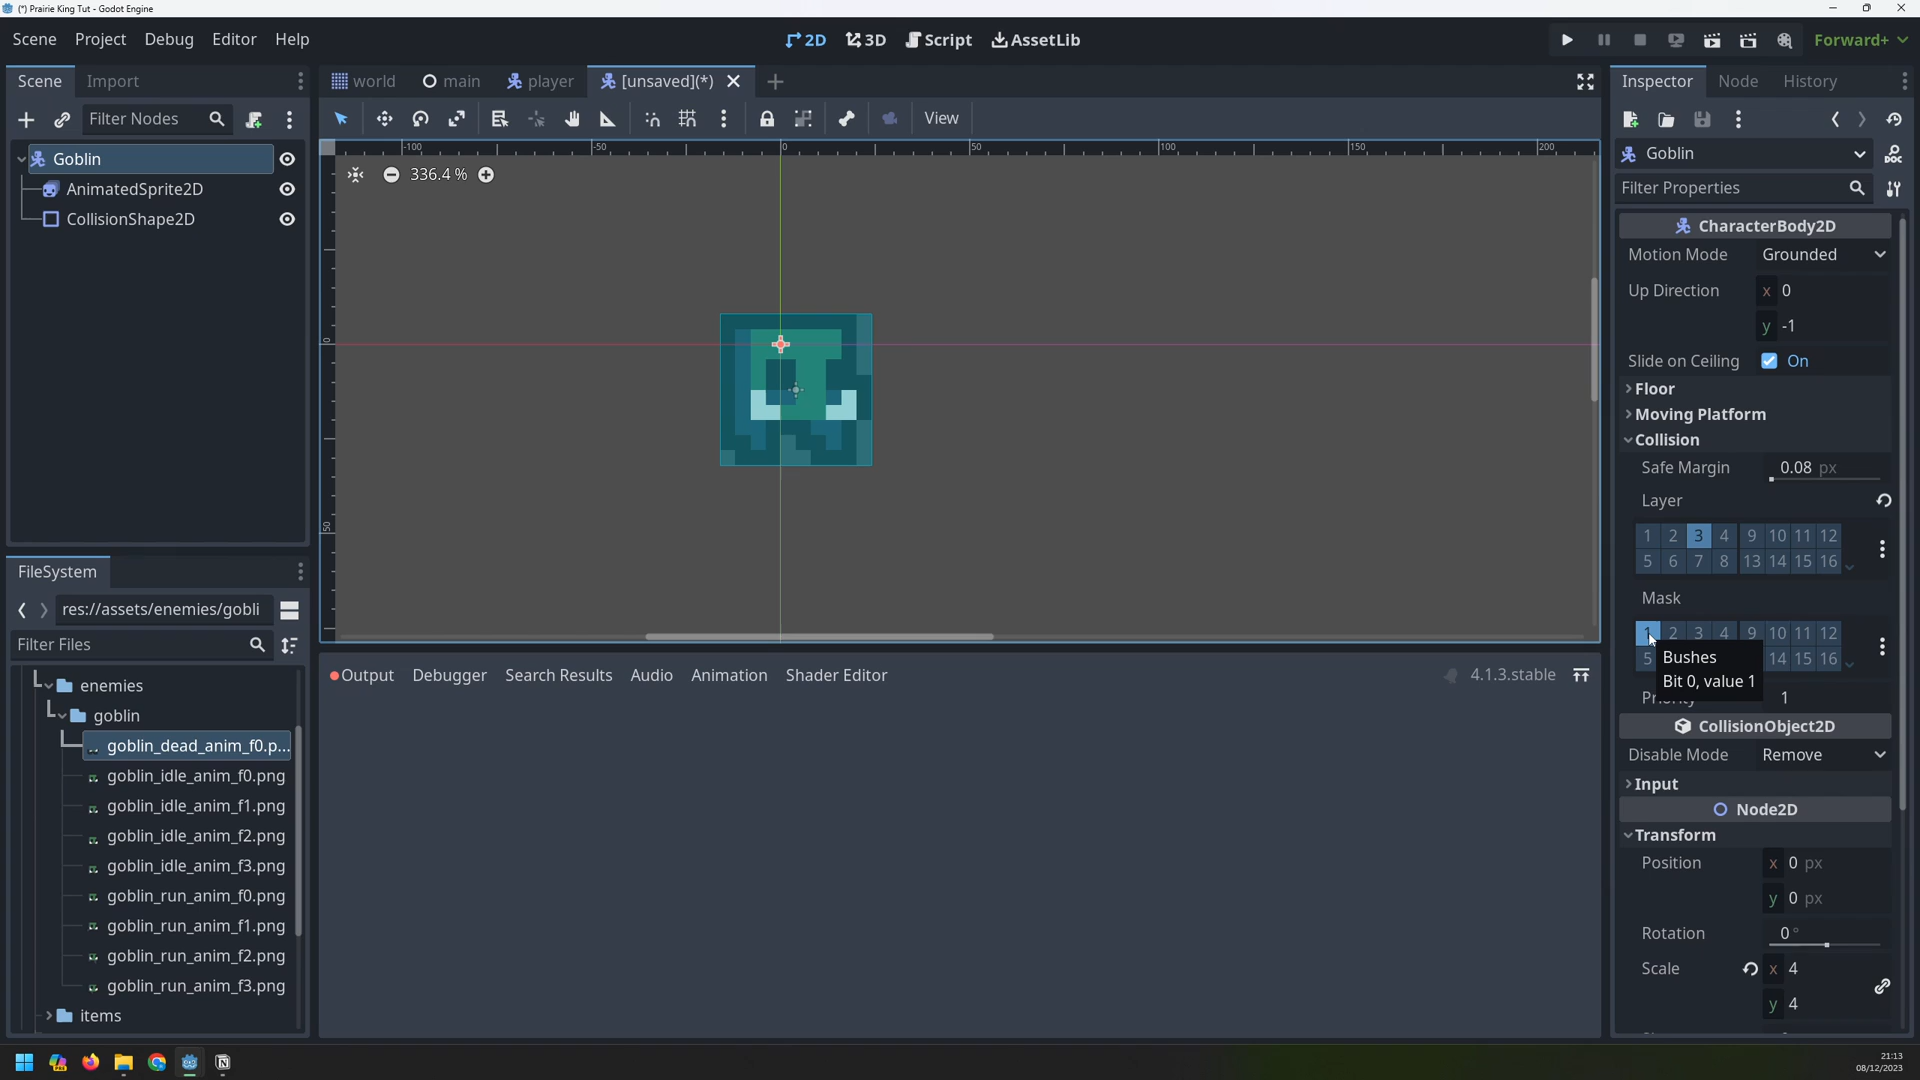 (*) Prairie King Tut - Godot Engine
Scene Project Debug Editor Help
2D 3D Script AssetLib
Forward+
Scene Import
world main player [unsaved](*)
Inspector Node History
Filter Nodes
View
Goblin
AnimatedSprite2D
CollisionShape2D
-100 -50 0 50 100 150 200
336.4 %
0
50
Goblin
Filter Properties
CharacterBody2D
Motion Mode Grounded
Up Direction x 0
y -1
Slide on Ceiling On
Floor
Moving Platform
Collision
Safe Margin 0.08 px
Layer
1 2 3 4 9 10 11 12
5 6 7 8 13 14 15 16
Mask
1 2 3 4 9 10 11 12
5 14 15 16
Bushes
Bit 0, value 1
1
CollisionObject2D
Disable Mode Remove
Input
Node2D
Transform
Position x 0 px
y 0 px
Rotation 0 °
Scale x 4
y 4
FileSystem
res://assets/enemies/gobli
Filter Files
enemies
goblin
goblin_dead_anim_f0.p...
goblin_idle_anim_f0.png
goblin_idle_anim_f1.png
goblin_idle_anim_f2.png
goblin_idle_anim_f3.png
goblin_run_anim_f0.png
goblin_run_anim_f1.png
goblin_run_anim_f2.png
goblin_run_anim_f3.png
items
Output Debugger Search Results Audio Animation Shader Editor
4.1.3.stable
21:13
08/12/2023